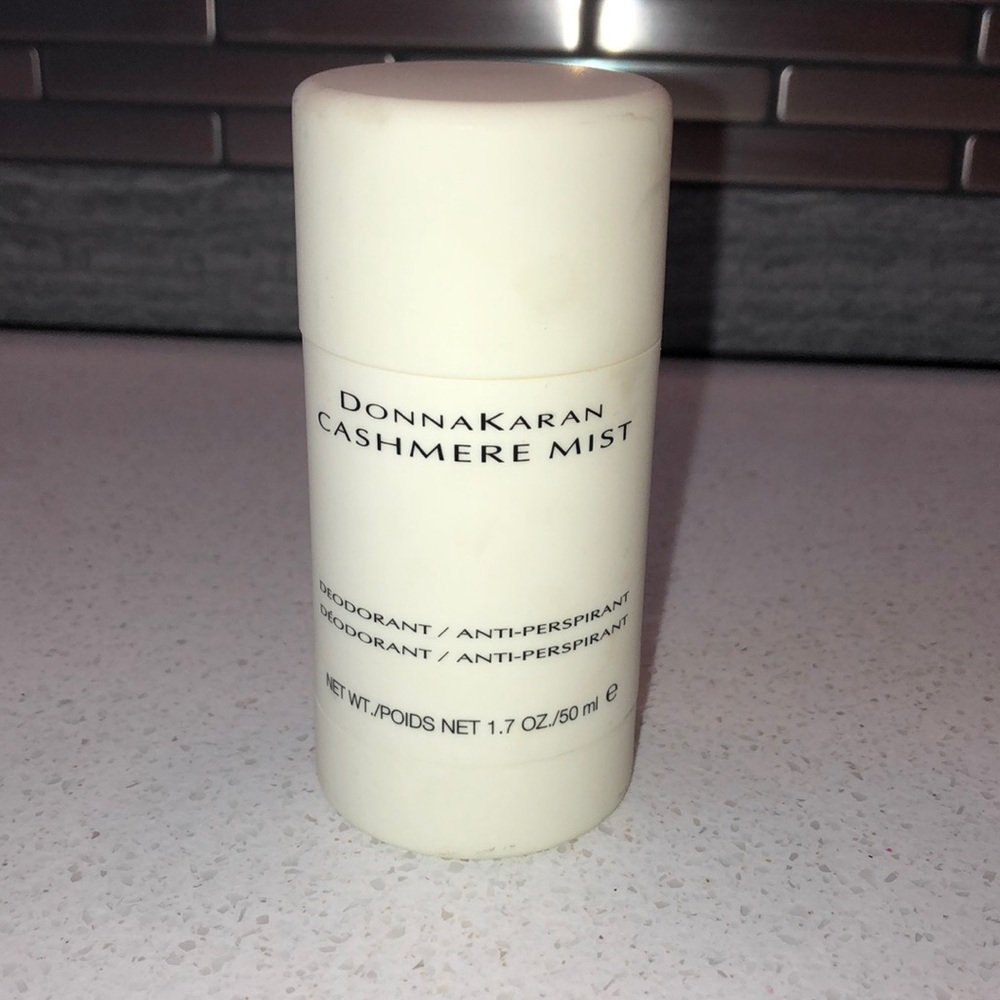 DONNAKARAN
CASHMERE MIST
DEODORANT / ANTI-PERSPIRANT
DÉODORANT / ANTI-PERSPIRANT
NET WT./POIDS NET 1.7 OZ./50 ml e